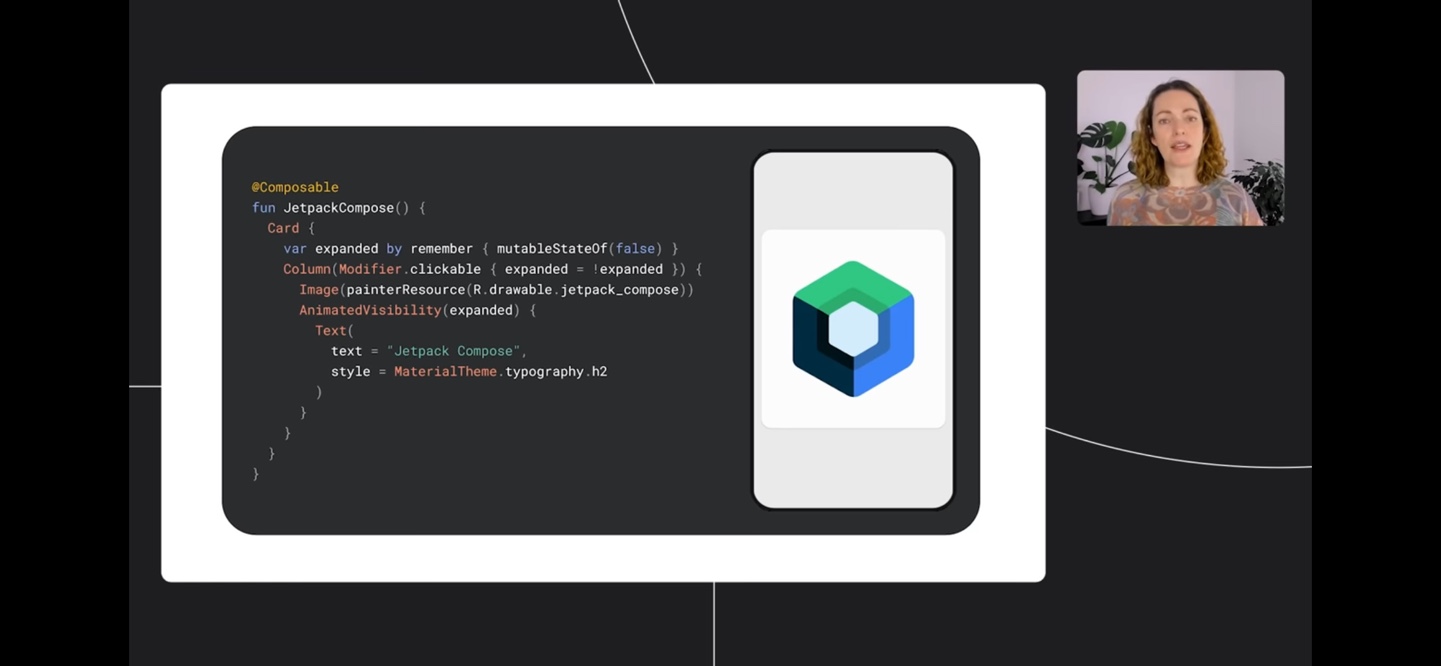 @Composable
fun JetpackCompose() {
Card {
var expanded by remember { mutableStateOf(false) }
Column(Modifier.clickable { expanded = !expanded }) {
Image(painterResource(R.drawable.jetpack_compose))
AnimatedVisibility(expanded) {
Text(
text = "Jetpack Compose",
style = MaterialTheme.typography.h2
)
}
}
}
}